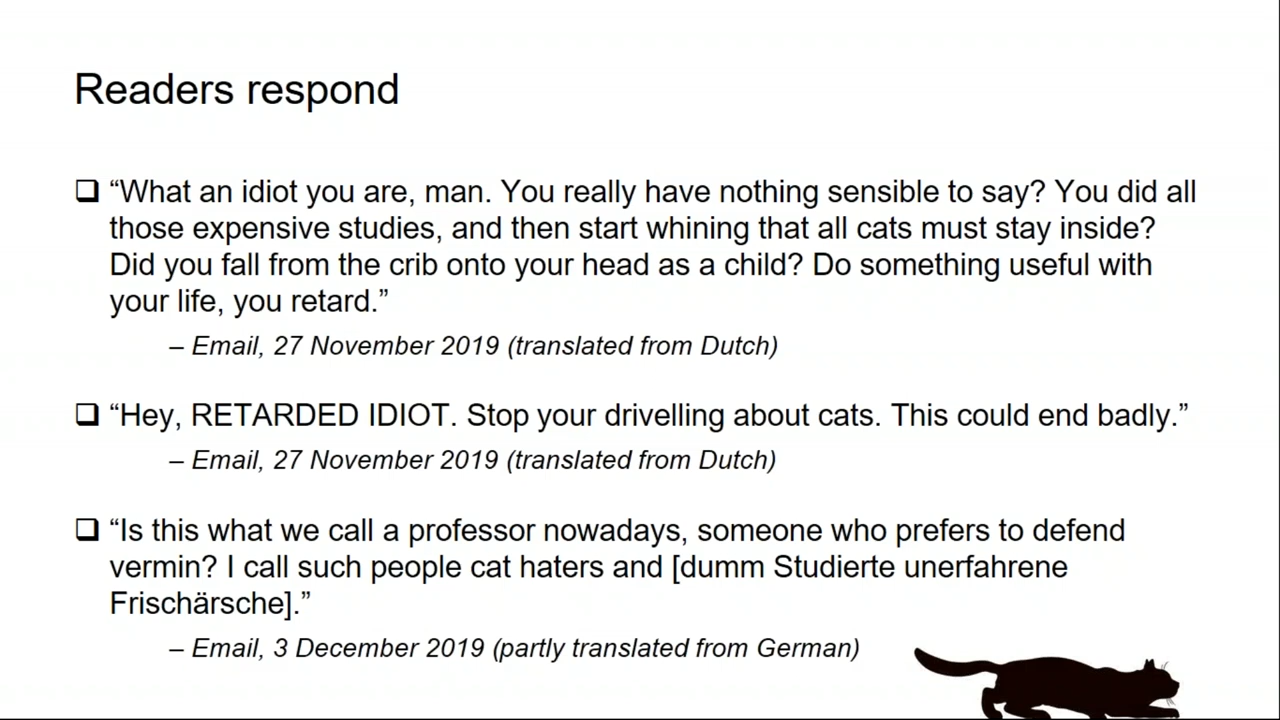 Readers respond
“What an idiot you are, man. You really have nothing sensible to say? You did all
those expensive studies, and then start whining that all cats must stay inside?
Did you fall from the crib onto your head as a child? Do something useful with
your life, you retard.”
– Email, 27 November 2019 (translated from Dutch)
“Hey, RETARDED IDIOT. Stop your drivelling about cats. This could end badly.”
– Email, 27 November 2019 (translated from Dutch)
“Is this what we call a professor nowadays, someone who prefers to defend
vermin? I call such people cat haters and [dumm Studierte unerfahrene
Frischärsche].”
– Email, 3 December 2019 (partly translated from German)